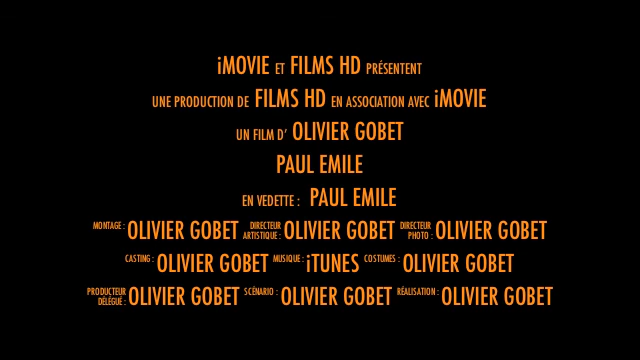 iMOVIE ET FILMS HD PRÉSENTENT
UNE PRODUCTION DE FILMS HD EN ASSOCIATION AVEC iMOVIE
UN FILM D' OLIVIER GOBET
PAUL EMILE
EN VEDETTE : PAUL EMILE
MONTAGE : OLIVIER GOBET DIRECTEUR ARTISTIQUE : OLIVIER GOBET DIRECTEUR PHOTO : OLIVIER GOBET
CASTING : OLIVIER GOBET MUSIQUE : iTUNES COSTUMES : OLIVIER GOBET
PRODUCTEUR DÉLÉGUÉ : OLIVIER GOBET SCÉNARIO : OLIVIER GOBET RÉALISATION : OLIVIER GOBET